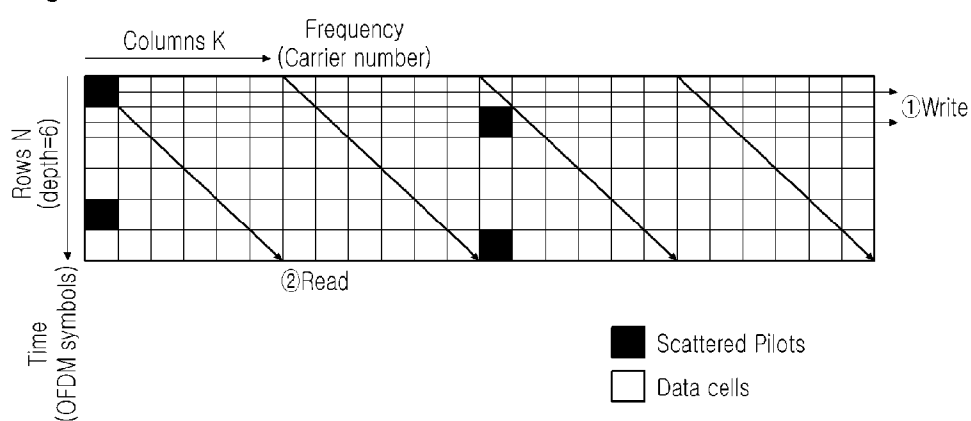 Frequency
(Carrier number)
Columns K
①Write
Rows N
(depth=6)
②Read
Time
(OFDM symbols)
Scattered Pilots
Data cells